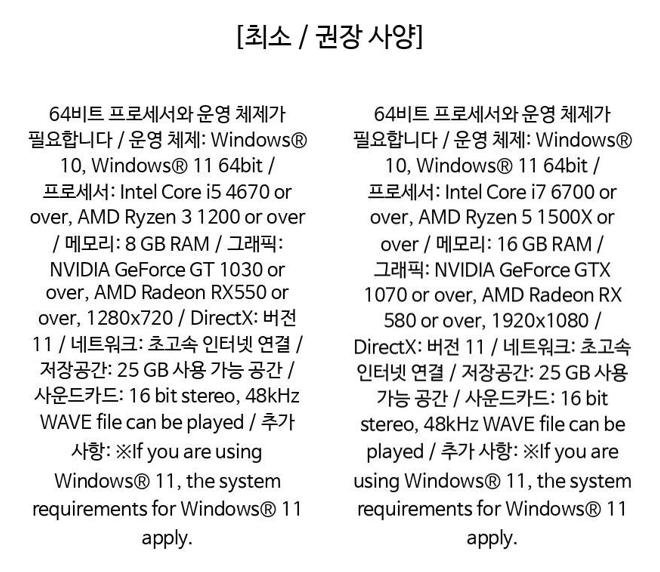 [최소 / 권장 사양]
64비트 프로세서와 운영 체제가
필요합니다 / 운영 체제: Windows®
10, Windows® 11 64bit /
프로세서: Intel Core i5 4670 or
over, AMD Ryzen 3 1200 or over
/ 메모리: 8 GB RAM / 그래픽:
NVIDIA GeForce GT 1030 or
over, AMD Radeon RX550 or
over, 1280x720 / DirectX: 버전
11 / 네트워크: 초고속 인터넷 연결 /
저장공간: 25 GB 사용 가능 공간 /
사운드카드: 16 bit stereo, 48kHz
WAVE file can be played / 추가
사항: ※If you are using
Windows® 11, the system
requirements for Windows® 11
apply.
64비트 프로세서와 운영 체제가
필요합니다 / 운영 체제: Windows®
10, Windows® 11 64bit /
프로세서: Intel Core i7 6700 or
over, AMD Ryzen 5 1500X or
over / 메모리: 16 GB RAM /
그래픽: NVIDIA GeForce GTX
1070 or over, AMD Radeon RX
580 or over, 1920x1080 /
DirectX: 버전 11 / 네트워크: 초고속
인터넷 연결 / 저장공간: 25 GB 사용
가능 공간 / 사운드카드: 16 bit
stereo, 48kHz WAVE file can be
played / 추가 사항: ※If you are
using Windows® 11, the system
requirements for Windows® 11
apply.